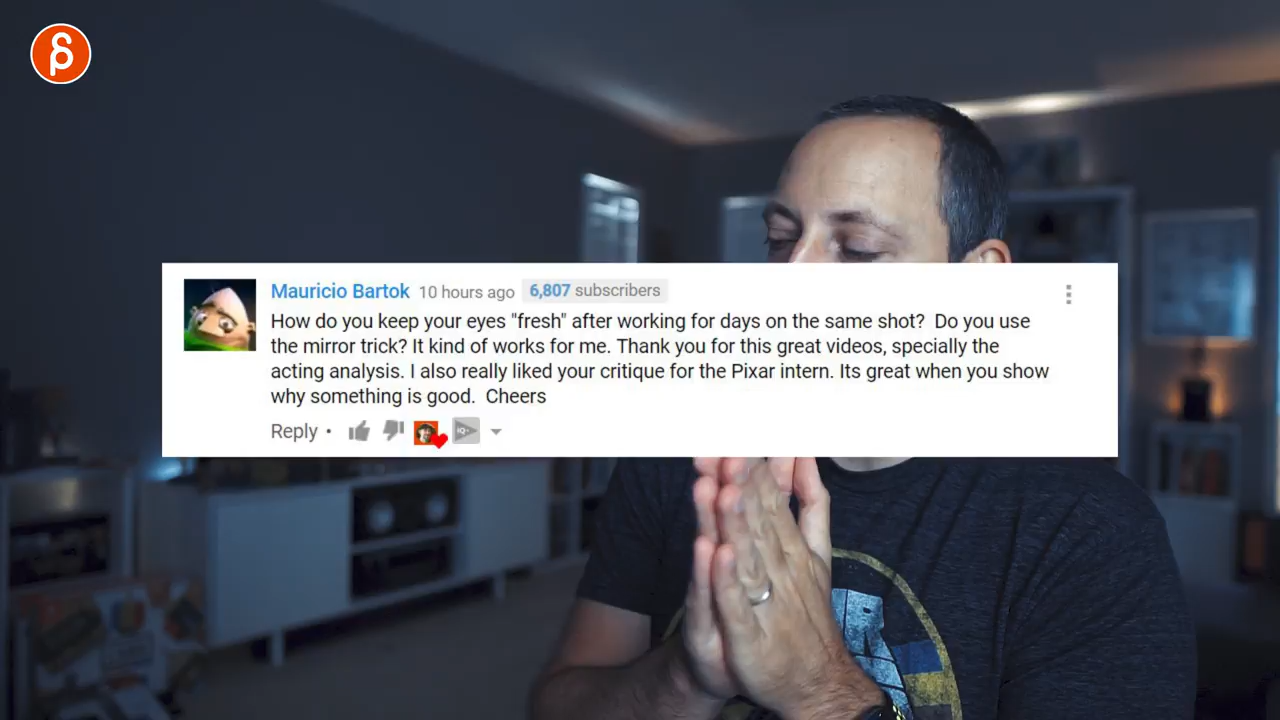 Mauricio Bartok 10 hours ago 6,807 subscribers
How do you keep your eyes "fresh" after working for days on the same shot?  Do you use
the mirror trick? It kind of works for me. Thank you for this great videos, specially the
acting analysis. I also really liked your critique for the Pixar intern. Its great when you show
why something is good.  Cheers
Reply •